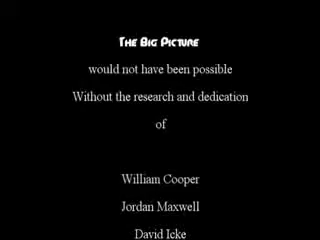 The Big Picture
would not have been possible
Without the research and dedication
of
William Cooper
Jordan Maxwell
David Icke